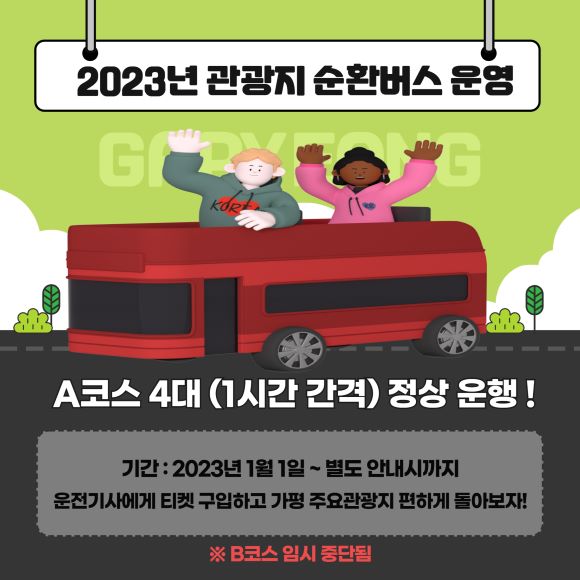 2023년 관광지 순환버스 운영
GAPYEONG
KOREA
A코스 4대 (1시간 간격) 정상 운행 !
기간 : 2023년 1월 1일 ~ 별도 안내시까지
운전기사에게 티켓 구입하고 가평 주요관광지 편하게 돌아보자!
※ B코스 임시 중단됨